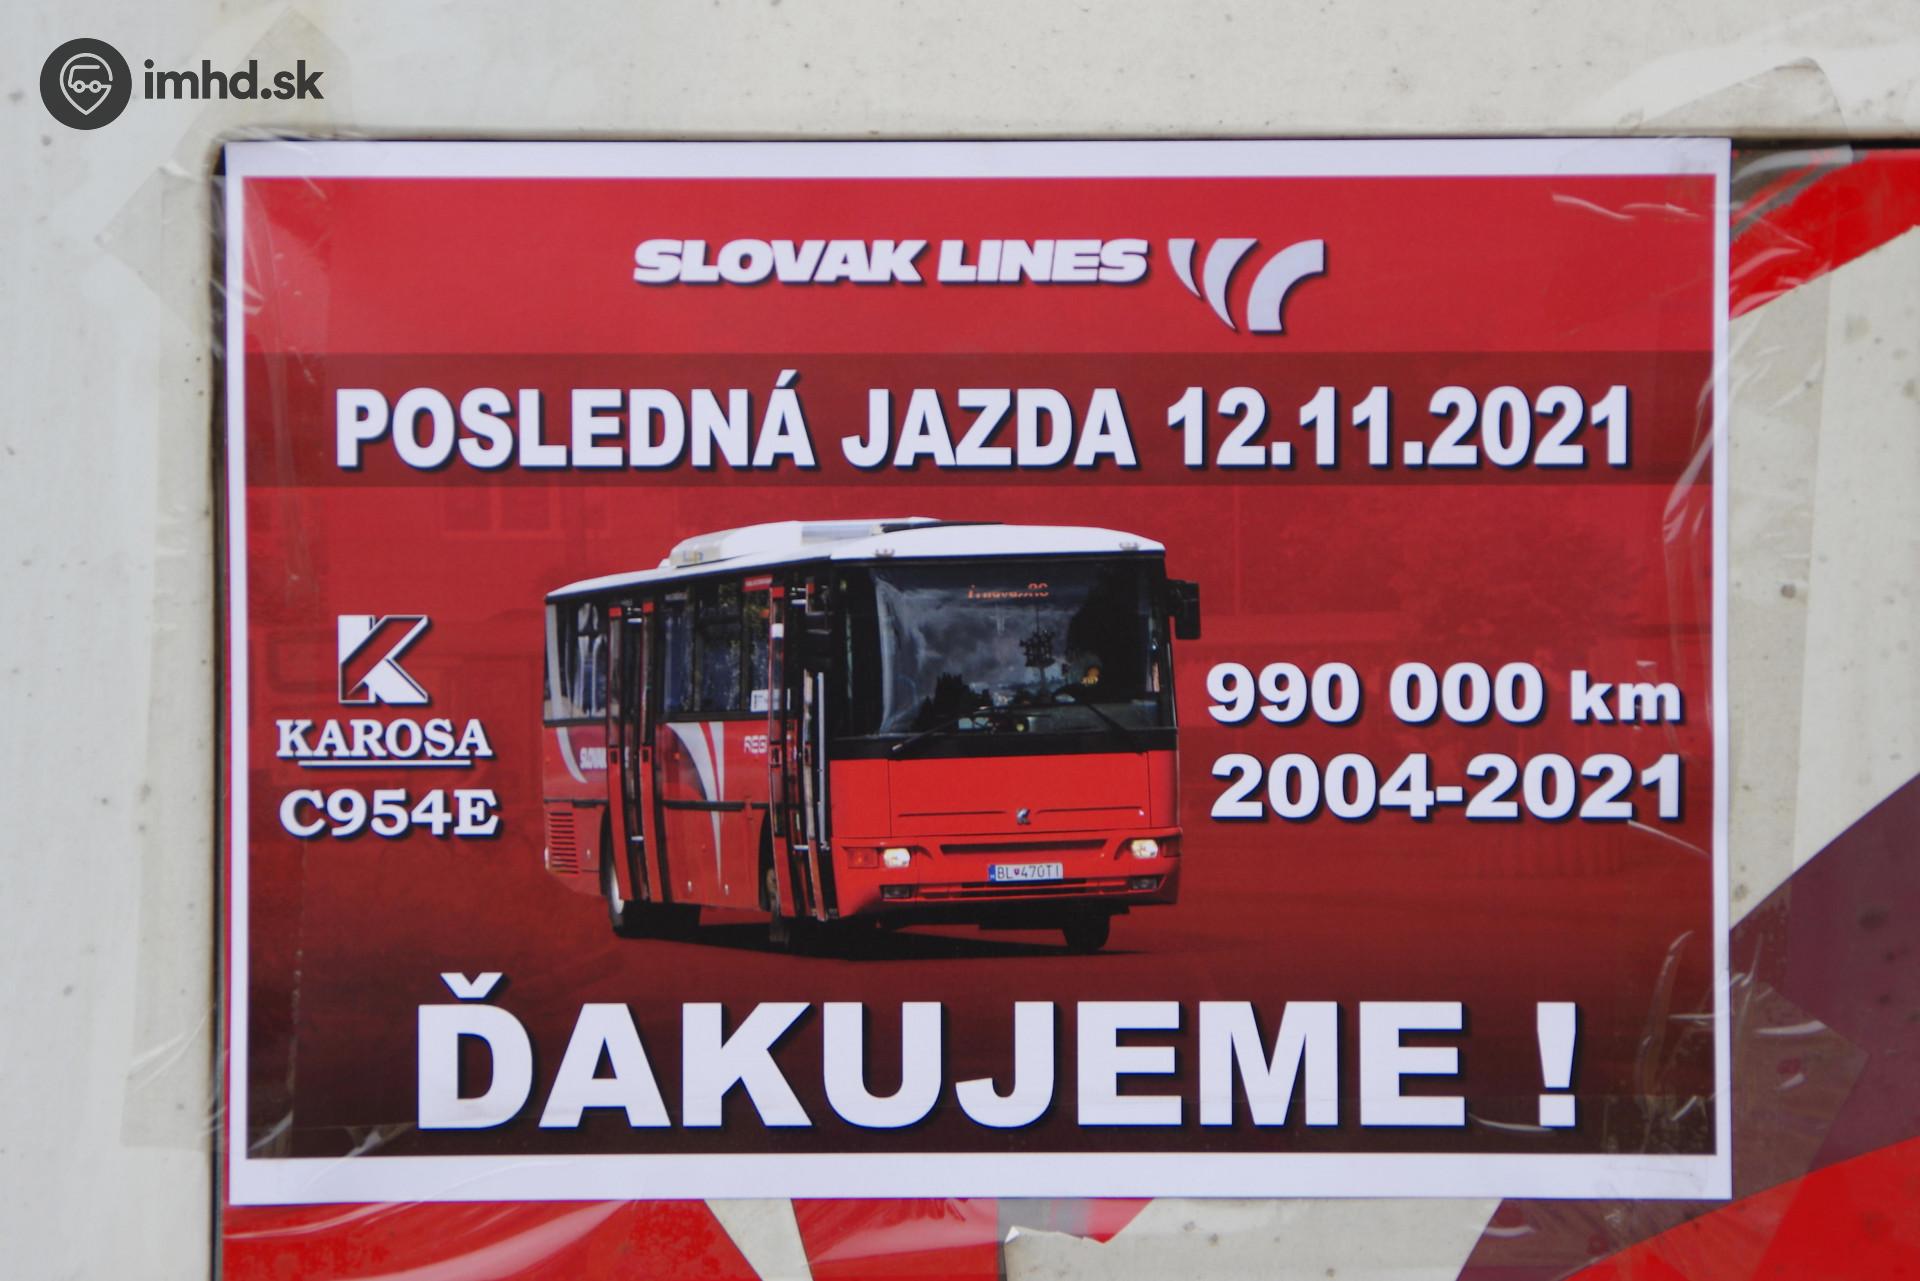 imhd.sk
SLOVAK LINES
POSLEDNÁ JAZDA 12.11.2021
KAROSA
C954E
990 000 km
2004-2021
SLOVAK
BL 470TI
ĎAKUJEME !